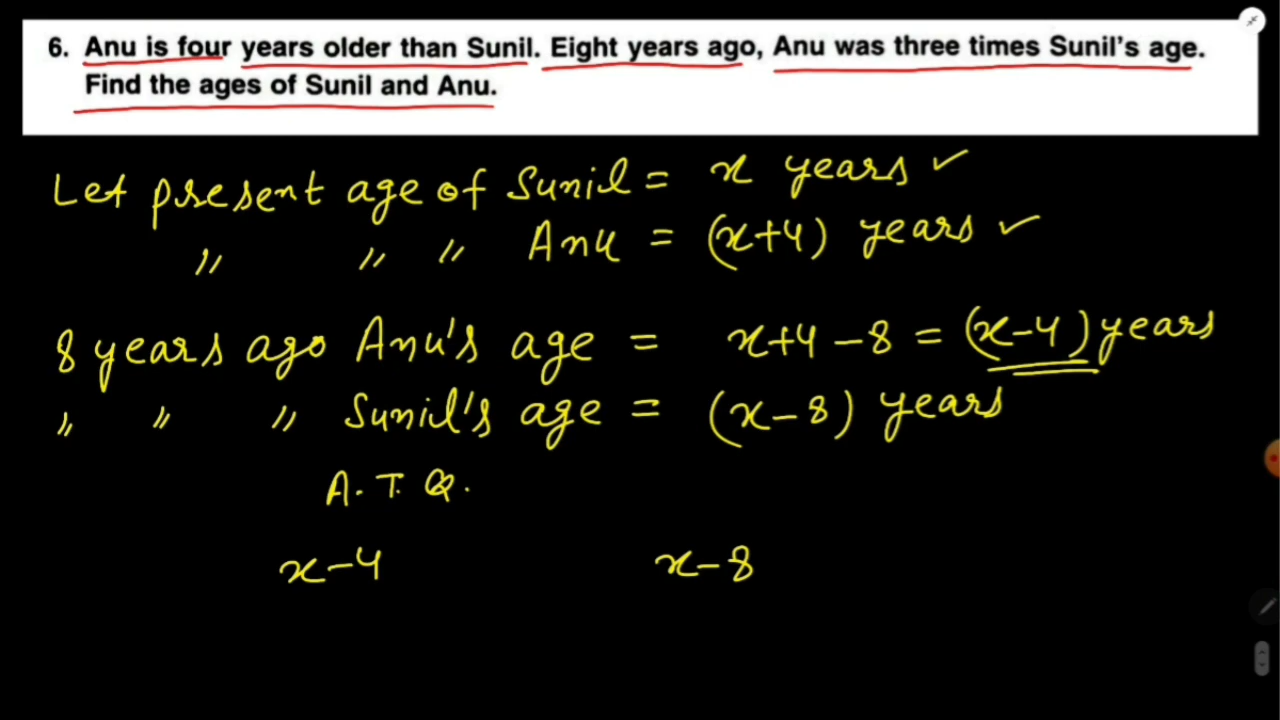 6. Anu is four years older than Sunil. Eight years ago, Anu was three times Sunil's age.
Find the ages of Sunil and Anu.
Let present age of Sunil = x years ✓
〃 〃 〃 Anu = (x+4) years ✓
8 years ago Anu's age = x+4-8 = (x-4) years
〃 〃 〃 Sunil's age = (x-8) years
A.T.Q.
x-4 x-8